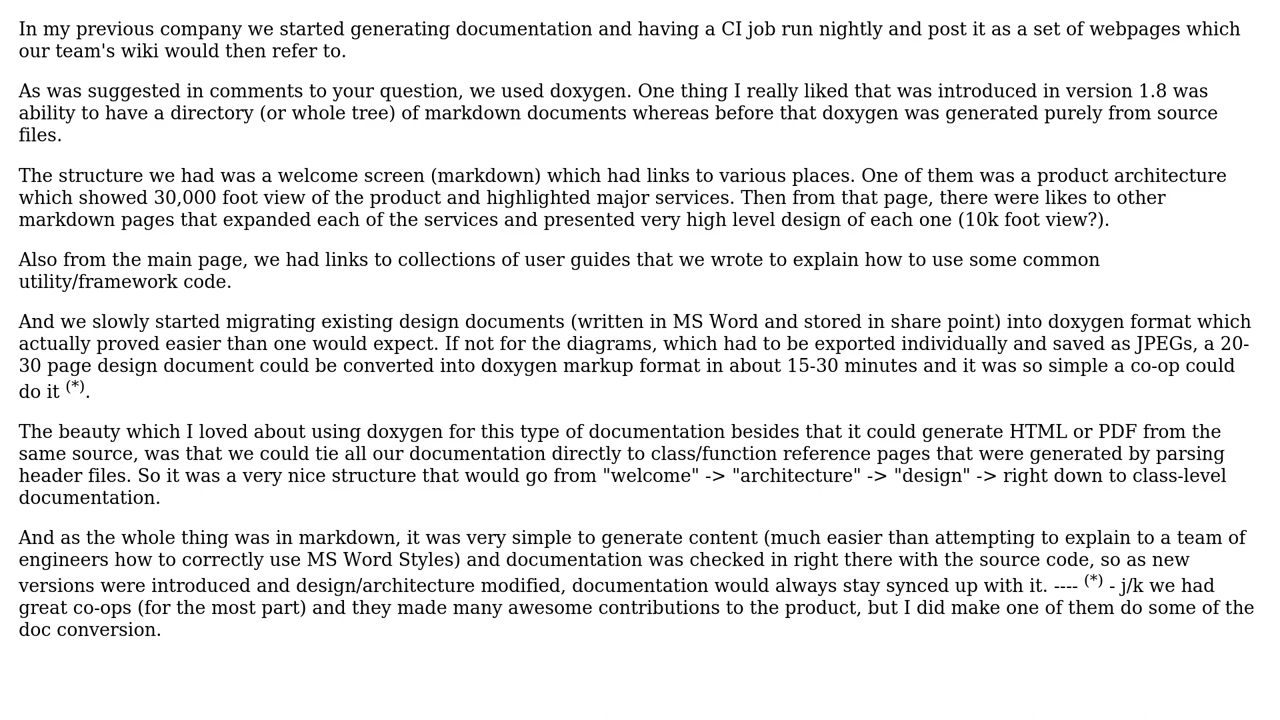 In my previous company we started generating documentation and having a CI job run nightly and post it as a set of webpages which
our team's wiki would then refer to.
As was suggested in comments to your question, we used doxygen. One thing I really liked that was introduced in version 1.8 was
ability to have a directory (or whole tree) of markdown documents whereas before that doxygen was generated purely from source
files.
The structure we had was a welcome screen (markdown) which had links to various places. One of them was a product architecture
which showed 30,000 foot view of the product and highlighted major services. Then from that page, there were likes to other
markdown pages that expanded each of the services and presented very high level design of each one (10k foot view?).
Also from the main page, we had links to collections of user guides that we wrote to explain how to use some common
utility/framework code.
And we slowly started migrating existing design documents (written in MS Word and stored in share point) into doxygen format which
actually proved easier than one would expect. If not for the diagrams, which had to be exported individually and saved as JPEGs, a 20-
30 page design document could be converted into doxygen markup format in about 15-30 minutes and it was so simple a co-op could
do it (*).
The beauty which I loved about using doxygen for this type of documentation besides that it could generate HTML or PDF from the
same source, was that we could tie all our documentation directly to class/function reference pages that were generated by parsing
header files. So it was a very nice structure that would go from "welcome" -> "architecture" -> "design" -> right down to class-level
documentation.
And as the whole thing was in markdown, it was very simple to generate content (much easier than attempting to explain to a team of
engineers how to correctly use MS Word Styles) and documentation was checked in right there with the source code, so as new
versions were introduced and design/architecture modified, documentation would always stay synced up with it. ---- (*) - j/k we had
great co-ops (for the most part) and they made many awesome contributions to the product, but I did make one of them do some of the
doc conversion.